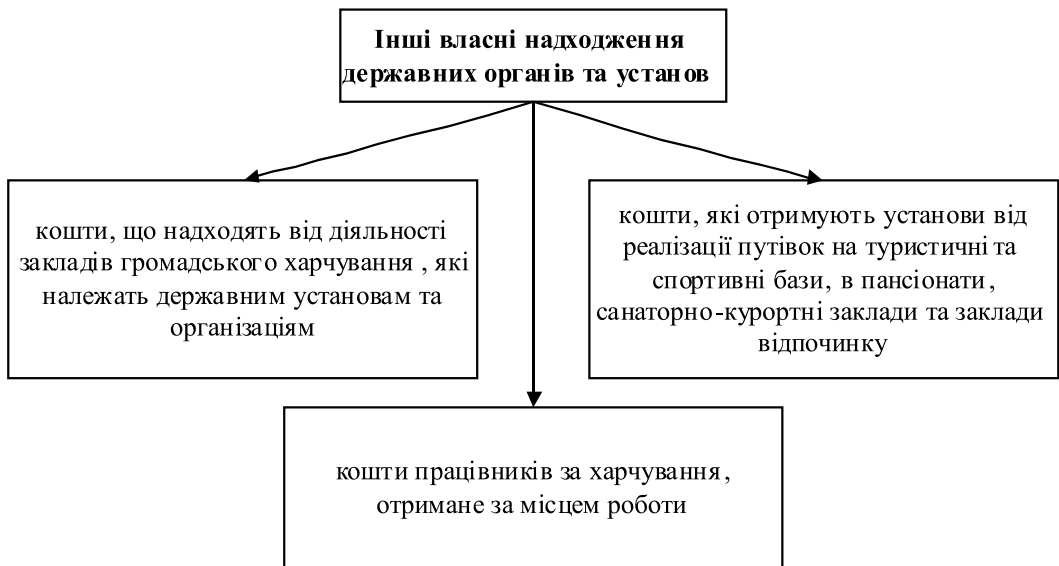 Інші власні надходження
державних органів та установ
кошти, що надходять від діяльності
закладів громадського харчування , які
належать державним установам та
організаціям
кошти, які отримують установи від
реалізації путівок на туристичні та
спортивні бази, в пансіонати,
санаторно-курортні заклади та заклади
відпочинку
кошти працівників за харчування,
отримане за місцем роботи